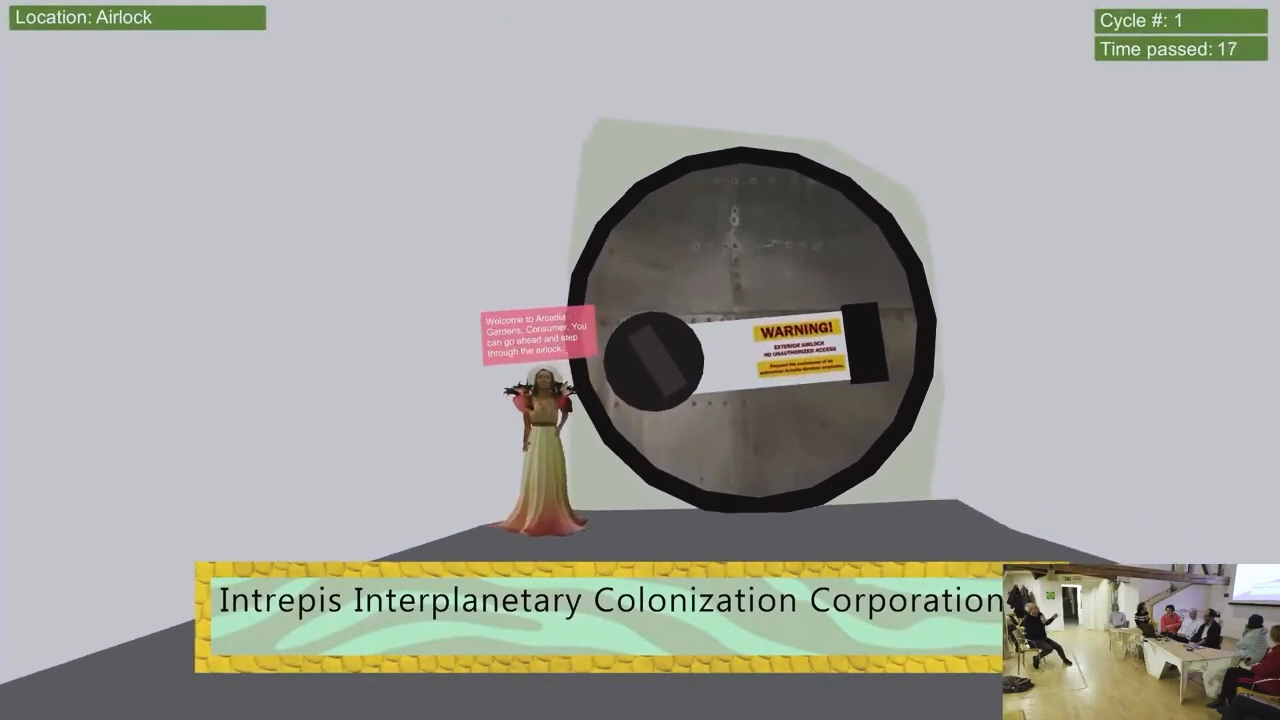 Location: Airlock
Cycle #: 1
Time passed: 17
Welcome to Arcadia
Gardens, Consumer. You
can go ahead and step
through the airlock.
WARNING!
EXTERIOR AIRLOCK
NO UNAUTHORIZED ACCESS
Intrepis Interplanetary Colonization Corporation